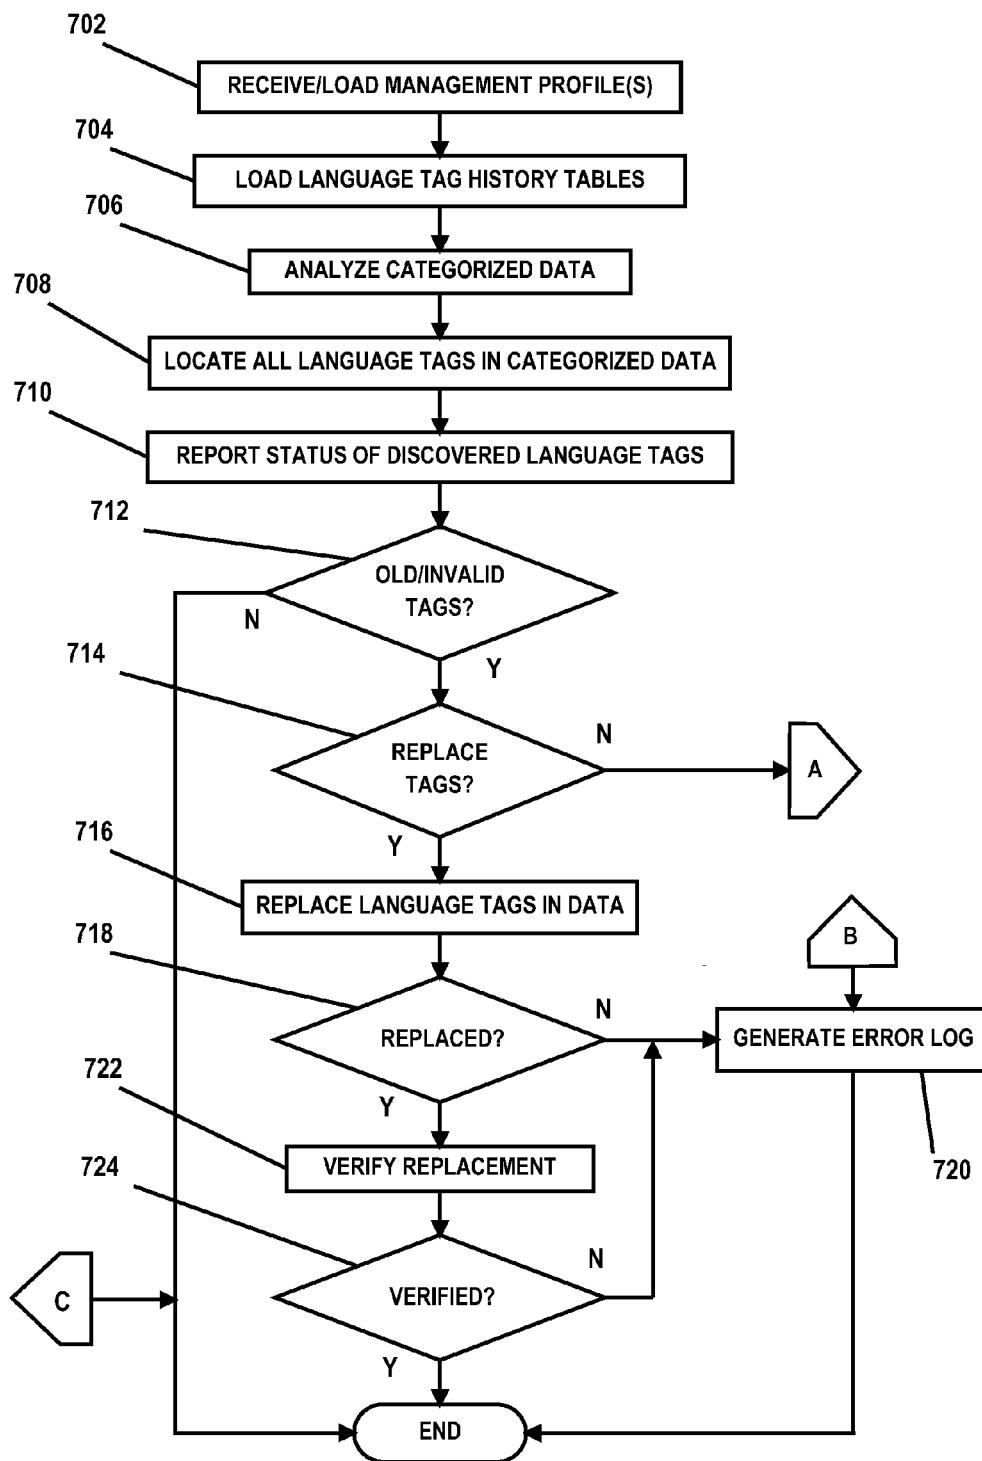 702
RECEIVE/LOAD MANAGEMENT PROFILE(S)
704
LOAD LANGUAGE TAG HISTORY TABLES
706
ANALYZE CATEGORIZED DATA
708
LOCATE ALL LANGUAGE TAGS IN CATEGORIZED DATA
710
REPORT STATUS OF DISCOVERED LANGUAGE TAGS
712
OLD/INVALID
TAGS?
N
Y
714
REPLACE
TAGS?
N
A
Y
716
REPLACE LANGUAGE TAGS IN DATA
B
718
REPLACED?
N
GENERATE ERROR LOG
720
Y
722
VERIFY REPLACEMENT
724
VERIFIED?
N
C
Y
END